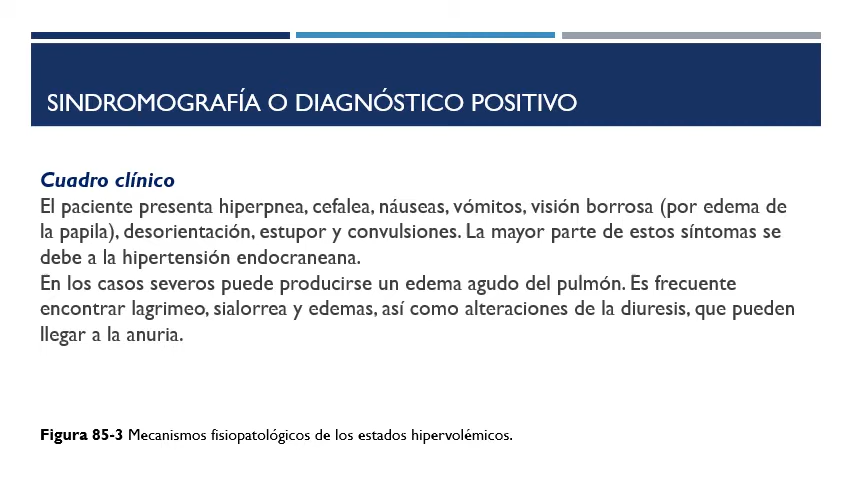 SINDROMOGRAFÍA O DIAGNÓSTICO POSITIVO
Cuadro clínico
El paciente presenta hiperpnea, cefalea, náuseas, vómitos, visión borrosa (por edema de
la papila), desorientación, estupor y convulsiones. La mayor parte de estos síntomas se
debe a la hipertensión endocraneana.
En los casos severos puede producirse un edema agudo del pulmón. Es frecuente
encontrar lagrimeo, sialorrea y edemas, así como alteraciones de la diuresis, que pueden
llegar a la anuria.
Figura 85-3 Mecanismos fisiopatológicos de los estados hipervolémicos.